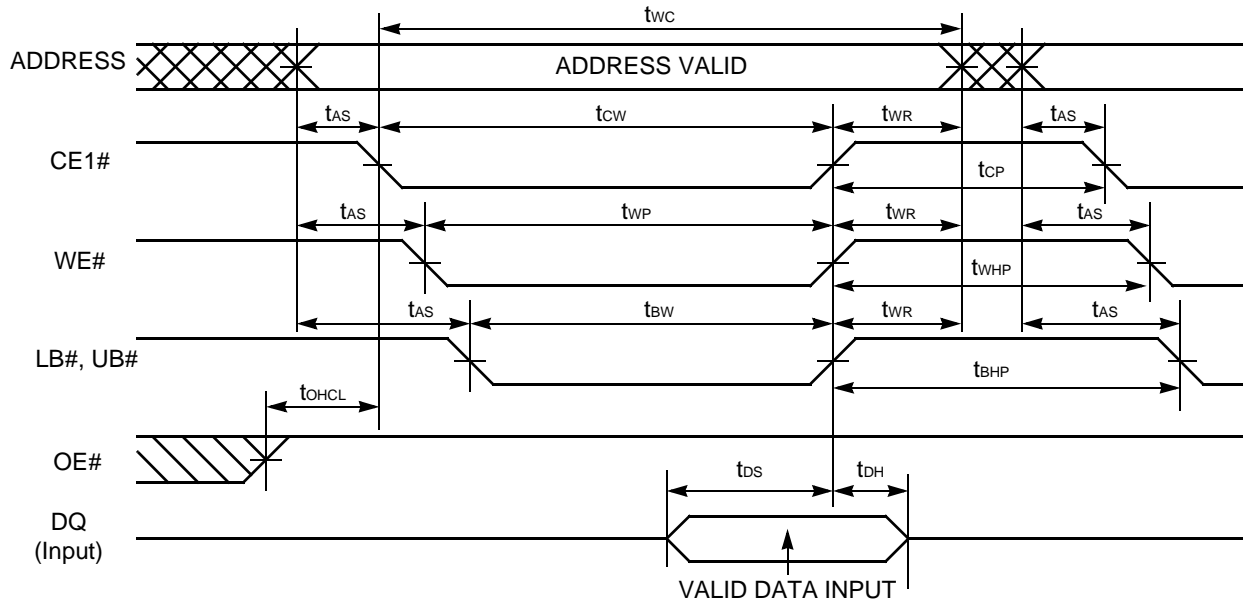 tWC
ADDRESS
ADDRESS VALID
tAS tCW tWR tAS
CE1#
tCP
tAS tWP tWR tAS
WE#
tWHP
tAS tBW tWR tAS
LB#, UB#
tBHP
tOHCL
OE#
tDS tDH
DQ
(Input)
VALID DATA INPUT